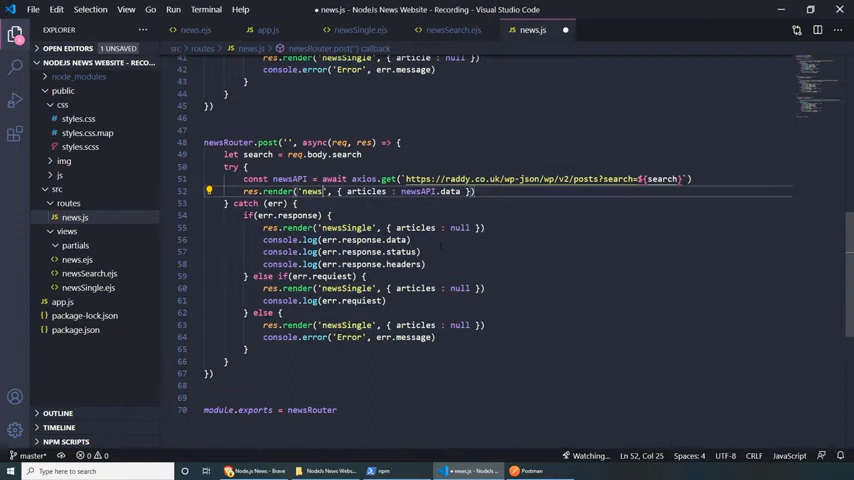 File Edit Selection View Go Run Terminal Help
● news.js - NodeJs News Website - Recording - Visual Studio Code
EXPLORER ···
news.ejs app.js newsSingle.ejs newsSearch.ejs news.js ●
OPEN EDITORS 1 UNSAVED
src > routes > news.js > newsRouter.post('') callback
NODEJS NEWS WEBSITE - RECO...
node_modules
public
css
styles.css
styles.css.map
styles.scss
img
js
src
routes
news.js
views
partials
news.ejs
newsSearch.ejs
newsSingle.ejs
app.js
package-lock.json
package.json
OUTLINE
TIMELINE
NPM SCRIPTS
41 res.render('newsSingle', { article : null })
42 console.error('Error', err.message)
43 }
44 }
45 })
46
47
48 newsRouter.post('', async(req, res) => {
49 let search = req.body.search
50 try {
51 const newsAPI = await axios.get(`https://raddy.co.uk/wp-json/wp/v2/posts?search=${search}`)
52 res.render('news', { articles : newsAPI.data })
53 } catch (err) {
54 if(err.response) {
55 res.render('newsSingle', { articles : null })
56 console.log(err.response.data)
57 console.log(err.response.status)
58 console.log(err.response.headers)
59 } else if(err.requiest) {
60 res.render('newsSingle', { articles : null })
61 console.log(err.requiest)
62 } else {
63 res.render('newsSingle', { articles : null })
64 console.error('Error', err.message)
65 }
66 }
67 })
68
69
70 module.exports = newsRouter
master* 0 0 Watching... Ln 52, Col 25 Spaces: 4 UTF-8 CRLF JavaScript
Type here to search Node.js News - Brave NodeJs News Webs... npm ● news.js - NodeJs N... Postman